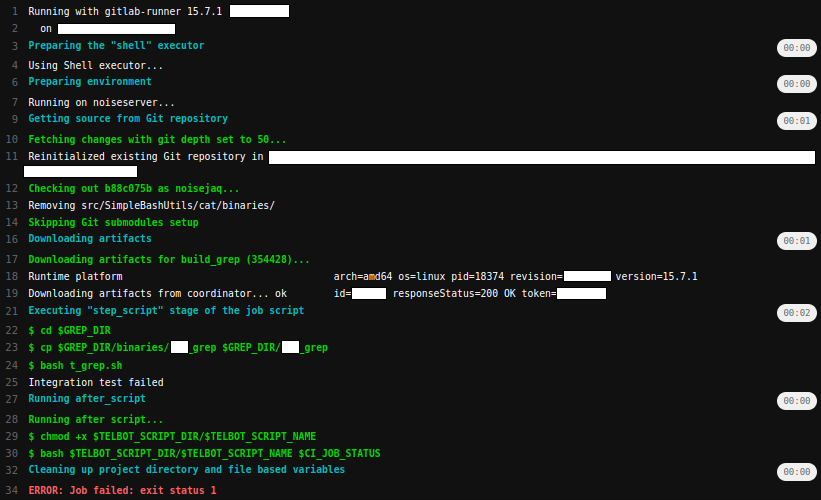 1 Running with gitlab-runner 15.7.1
2 on
3 Preparing the "shell" executor 00:00
4 Using Shell executor...
6 Preparing environment 00:00
7 Running on noiseserver...
9 Getting source from Git repository 00:01
10 Fetching changes with git depth set to 50...
11 Reinitialized existing Git repository in
12 Checking out b88c075b as noisejaq...
13 Removing src/SimpleBashUtils/cat/binaries/
14 Skipping Git submodules setup
16 Downloading artifacts 00:01
17 Downloading artifacts for build_grep (354428)...
18 Runtime platform arch=amd64 os=linux pid=18374 revision= version=15.7.1
19 Downloading artifacts from coordinator... ok id= responseStatus=200 OK token=
21 Executing "step_script" stage of the job script 00:02
22 $ cd $GREP_DIR
23 $ cp $GREP_DIR/binaries/ _grep $GREP_DIR/ _grep
24 $ bash t_grep.sh
25 Integration test failed
27 Running after_script 00:00
28 Running after script...
29 $ chmod +x $TELBOT_SCRIPT_DIR/$TELBOT_SCRIPT_NAME
30 $ bash $TELBOT_SCRIPT_DIR/$TELBOT_SCRIPT_NAME $CI_JOB_STATUS
32 Cleaning up project directory and file based variables 00:00
34 ERROR: Job failed: exit status 1